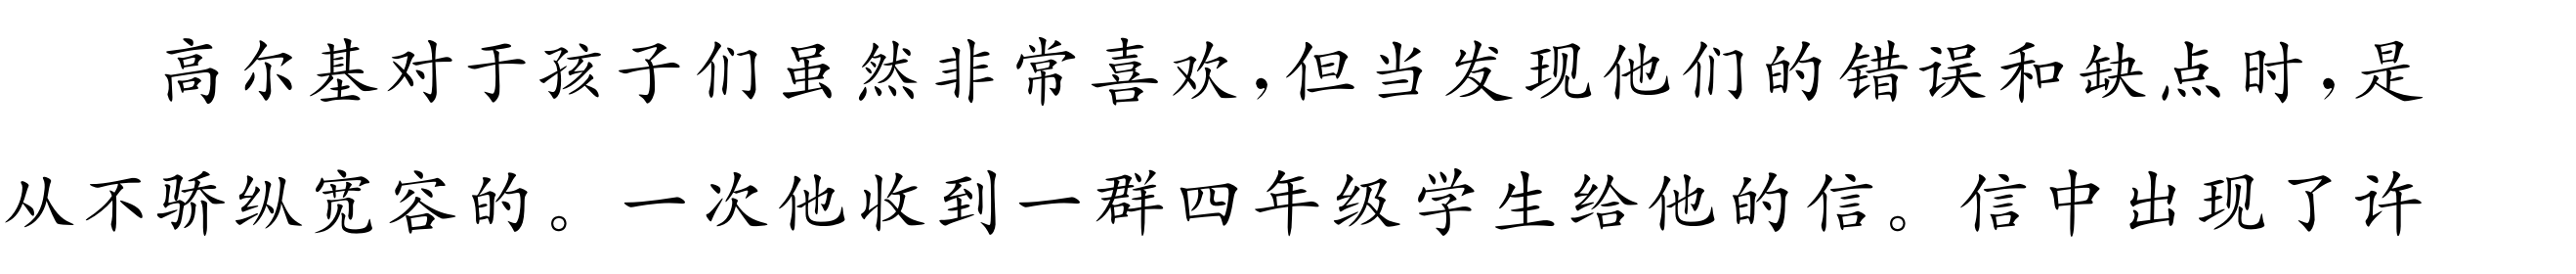 高尔基对于孩子们虽然非常喜欢,但当发现他们的错误和缺点时,是
从不骄纵宽容的。一次他收到一群四年级学生给他的信。信中出现了许